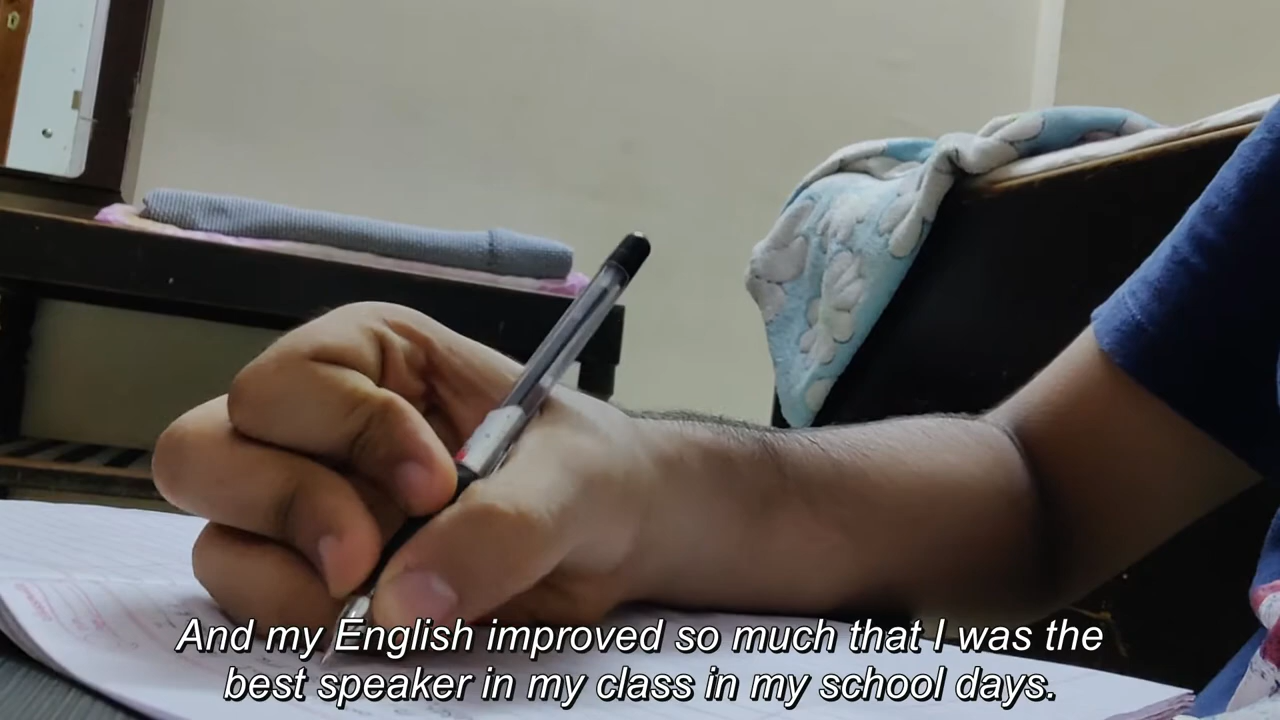 And my English improved so much that I was the
best speaker in my class in my school days.